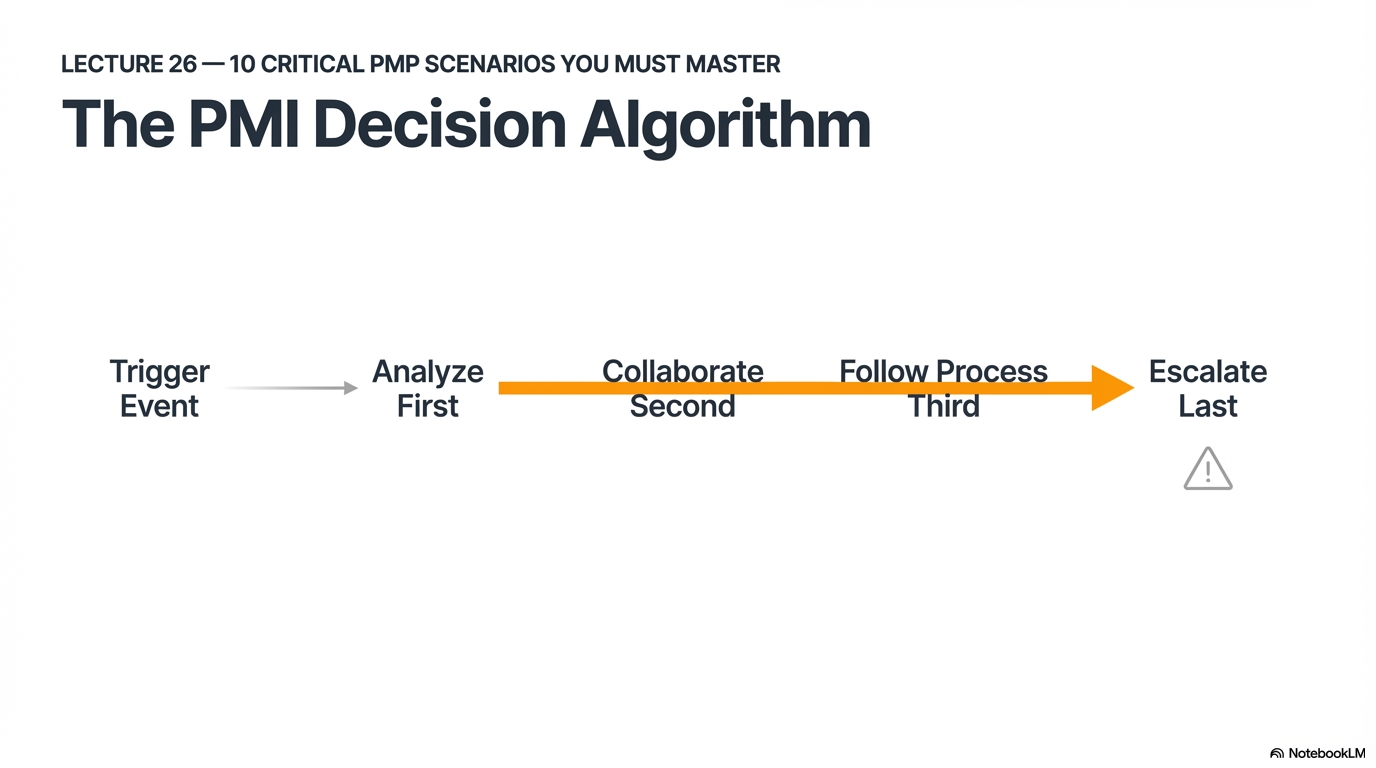 LECTURE 26 — 10 CRITICAL PMP SCENARIOS YOU MUST MASTER
The PMI Decision Algorithm
Trigger
Event
Analyze
First
Collaborate
Second
Follow Process
Third
Escalate
Last
NotebookLM